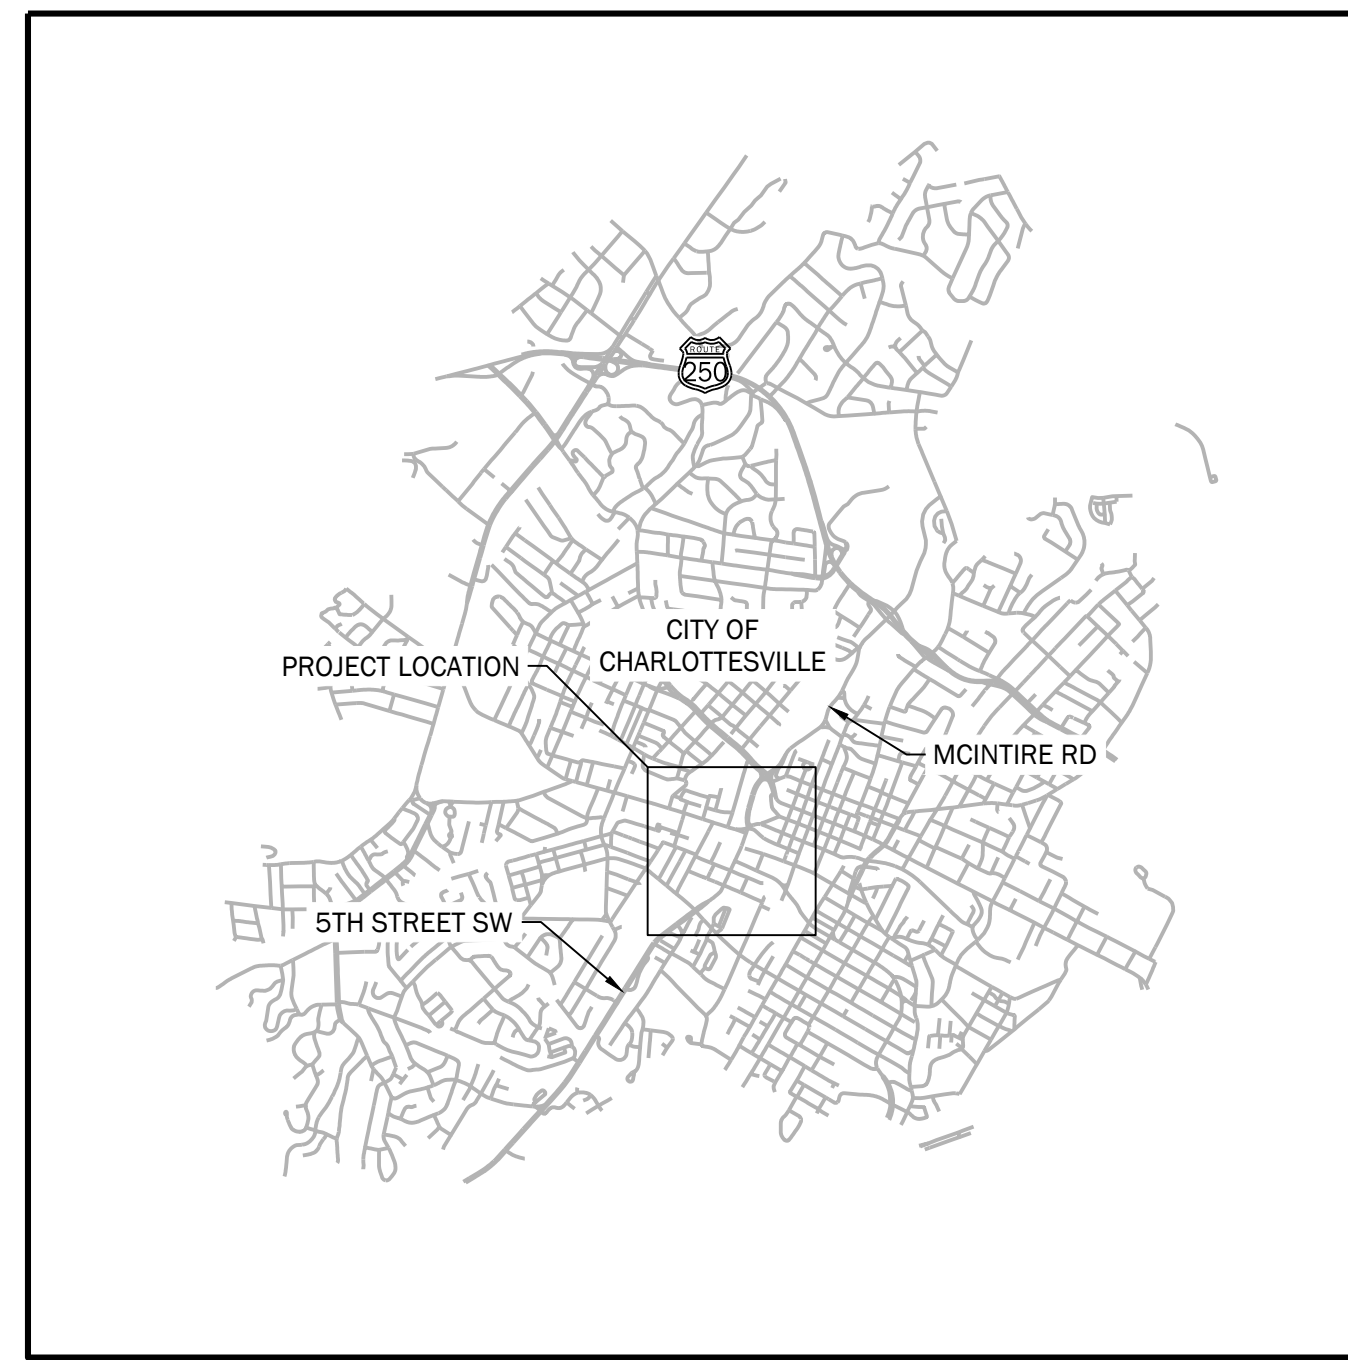 ROUTE
250
CITY OF
CHARLOTTESVILLE
PROJECT LOCATION
MCINTIRE RD
5TH STREET SW